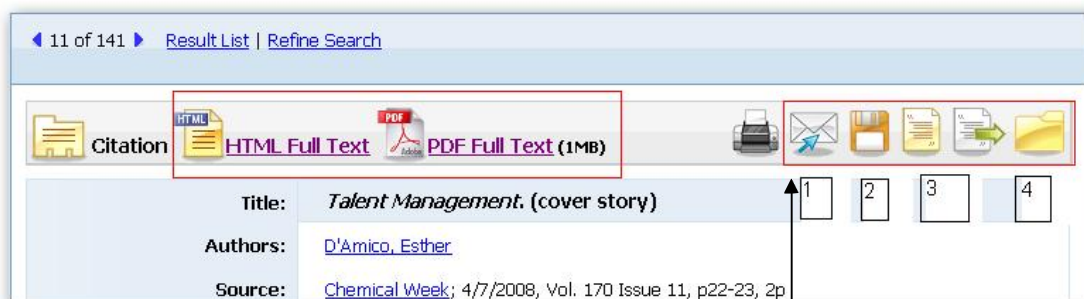 11 of 141 Result List | Refine Search
Citation HTML HTML Full Text PDF Adobe PDF Full Text (1MB)
1 2 3 4
Title: Talent Management. (cover story)
Authors: D'Amico, Esther
Source: Chemical Week; 4/7/2008, Vol. 170 Issue 11, p22-23, 2p